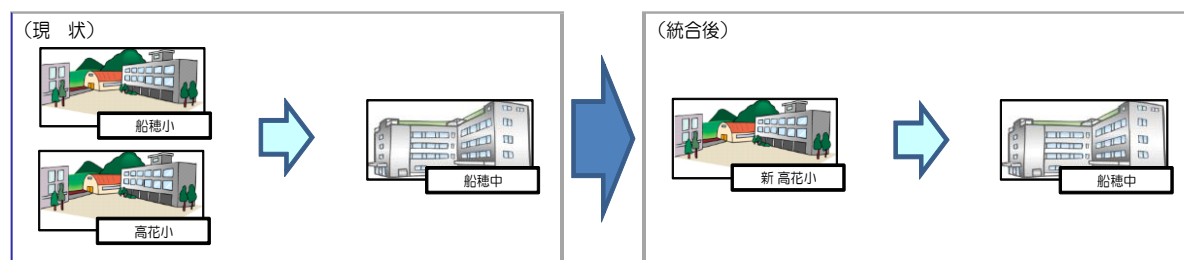 （現　状）
船穂小
高花小
船穂中
（統合後）
新 高花小
船穂中